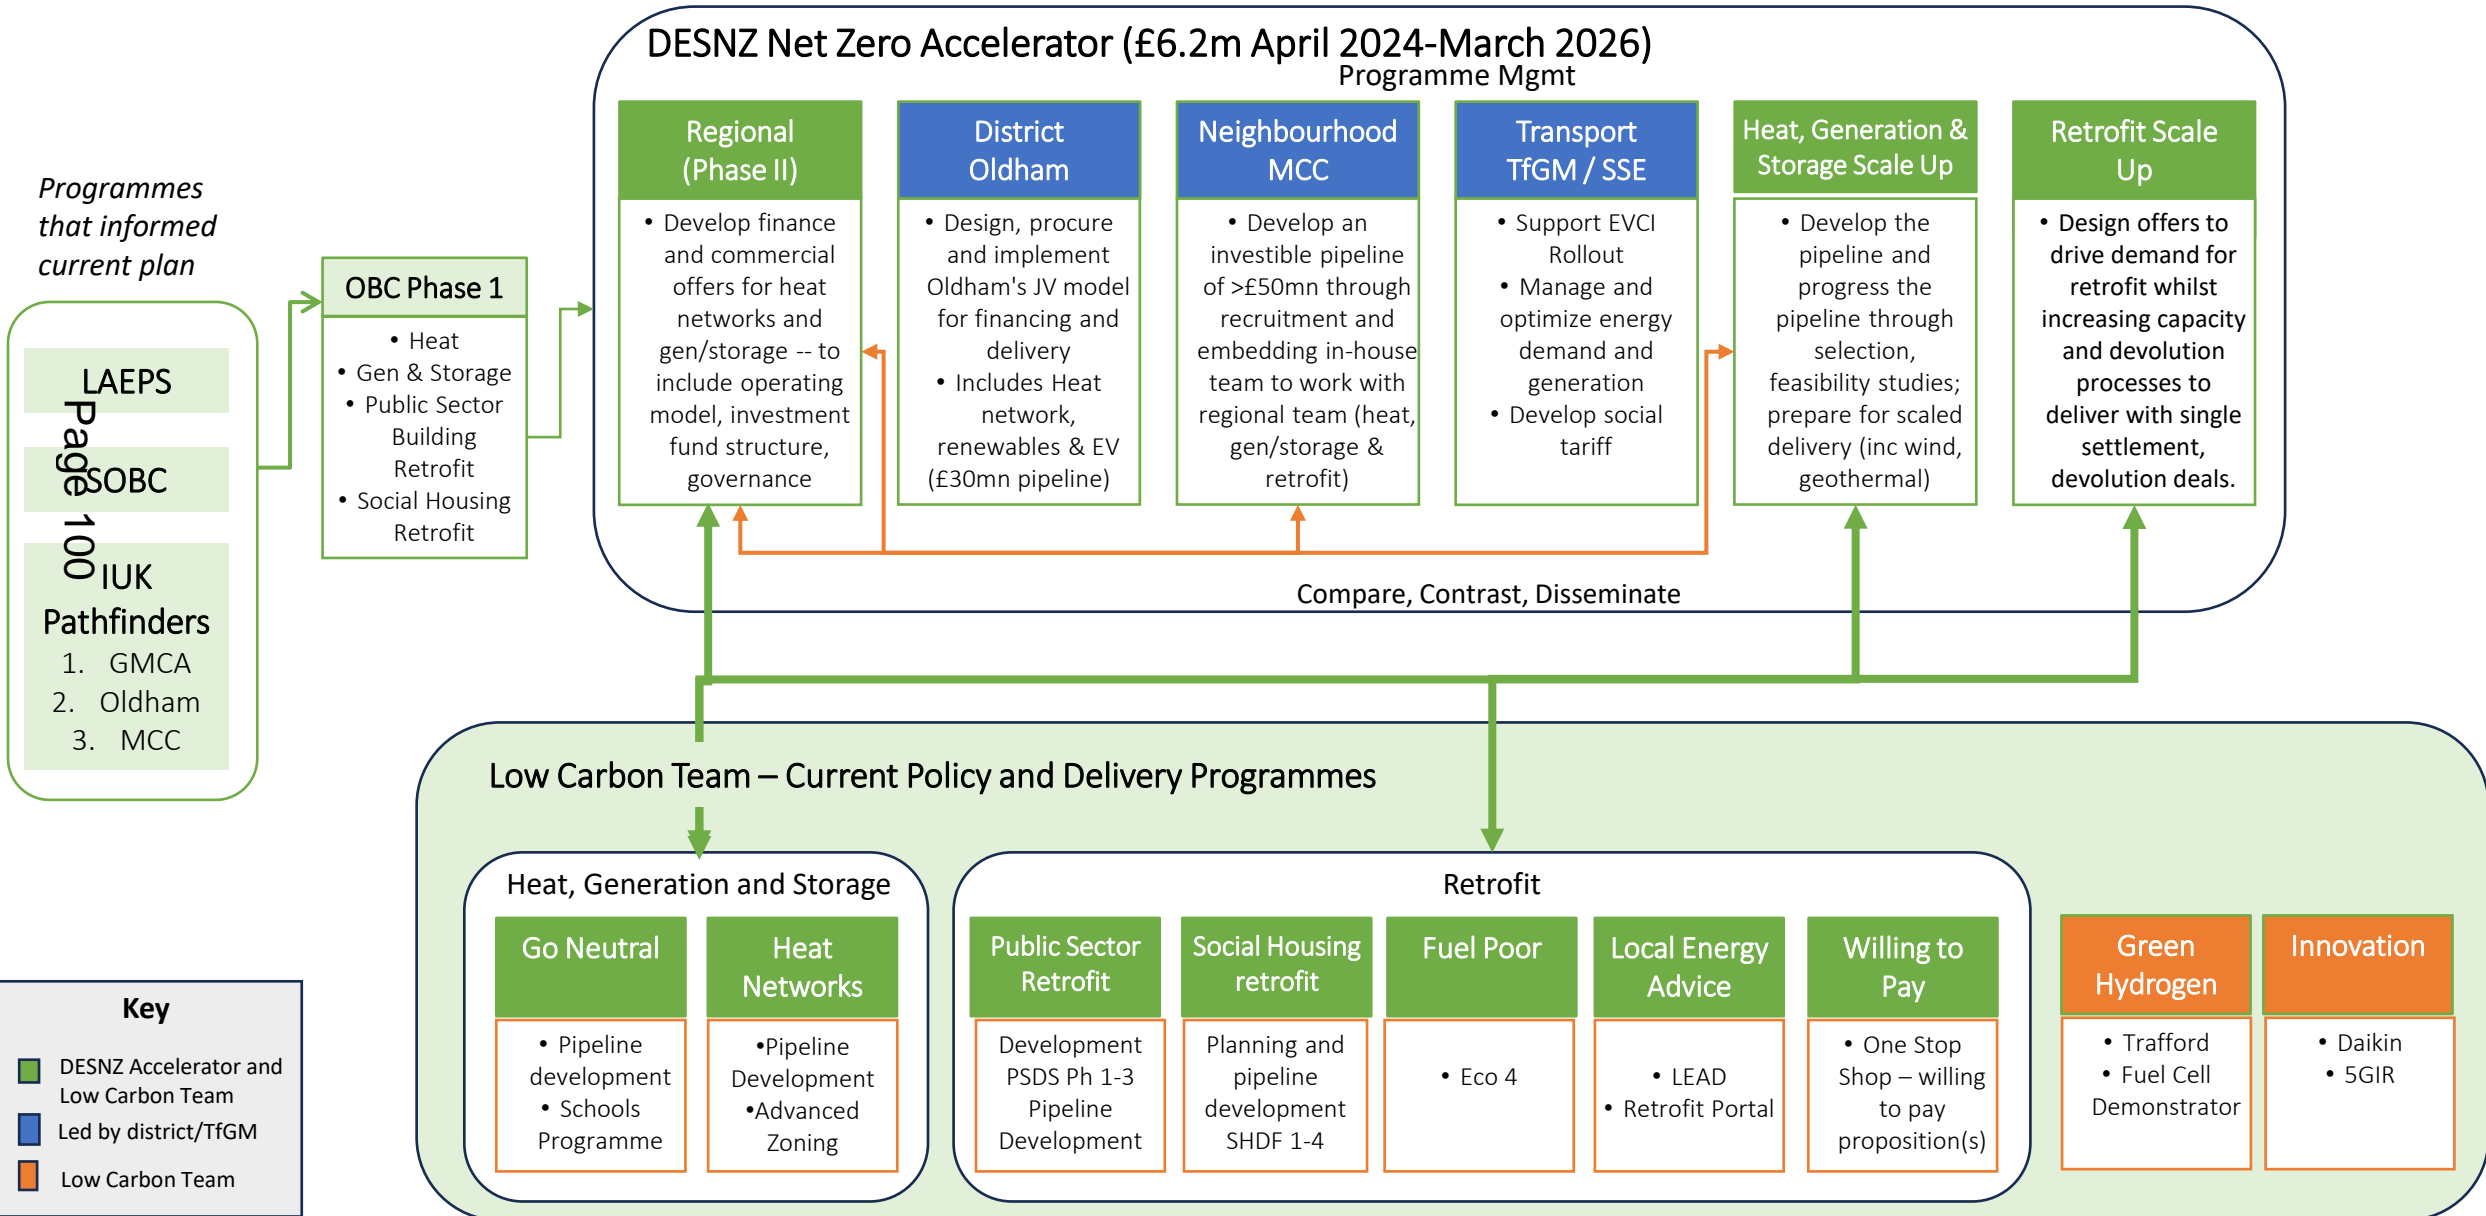 DESNZ Net Zero Accelerator (£6.2m April 2024-March 2026)
Programme Mgmt
Programmes
that informed
current plan
LAEPS
SOBC
IUK
Pathfinders
1. GMCA
2. Oldham
3. MCC
Page 100
OBC Phase 1
• Heat
• Gen & Storage
• Public Sector
Building
Retrofit
• Social Housing
Retrofit
Regional
(Phase II)
• Develop finance
and commercial
offers for heat
networks and
gen/storage -- to
include operating
model, investment
fund structure,
governance
District
Oldham
• Design, procure
and implement
Oldham's JV model
for financing and
delivery
• Includes Heat
network,
renewables & EV
(£30mn pipeline)
Neighbourhood
MCC
• Develop an
investible pipeline
of >£50mn through
recruitment and
embedding in-house
team to work with
regional team (heat,
gen/storage &
retrofit)
Transport
TfGM / SSE
• Support EVCI
Rollout
• Manage and
optimize energy
demand and
generation
• Develop social
tariff
Heat, Generation &
Storage Scale Up
• Develop the
pipeline and
progress the
pipeline through
selection,
feasibility studies;
prepare for scaled
delivery (inc wind,
geothermal)
Retrofit Scale
Up
• Design offers to
drive demand for
retrofit whilst
increasing capacity
and devolution
processes to
deliver with single
settlement,
devolution deals.
Compare, Contrast, Disseminate
Low Carbon Team – Current Policy and Delivery Programmes
Heat, Generation and Storage
Go Neutral
• Pipeline
development
• Schools
Programme
Heat
Networks
•Pipeline
Development
•Advanced
Zoning
Retrofit
Public Sector
Retrofit
Development
PSDS Ph 1-3
Pipeline
Development
Social Housing
retrofit
Planning and
pipeline
development
SHDF 1-4
Fuel Poor
• Eco 4
Local Energy
Advice
• LEAD
• Retrofit Portal
Willing to
Pay
• One Stop
Shop – willing
to pay
proposition(s)
Green
Hydrogen
• Trafford
• Fuel Cell
Demonstrator
Innovation
• Daikin
• 5GIR
Key
DESNZ Accelerator and
Low Carbon Team
Led by district/TfGM
Low Carbon Team